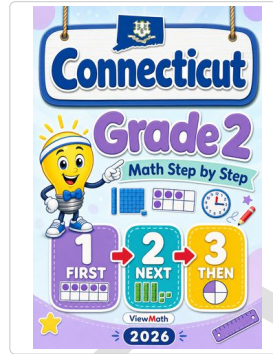 Connecticut
Grade 2
Math Step by Step
1 2 3
FIRST NEXT THEN
ViewMath
2026